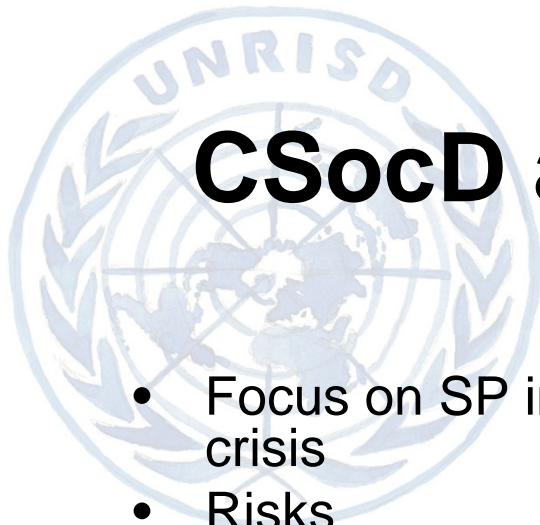 UNRISD
CSocD
• Focus on SP
crisis
• Risks